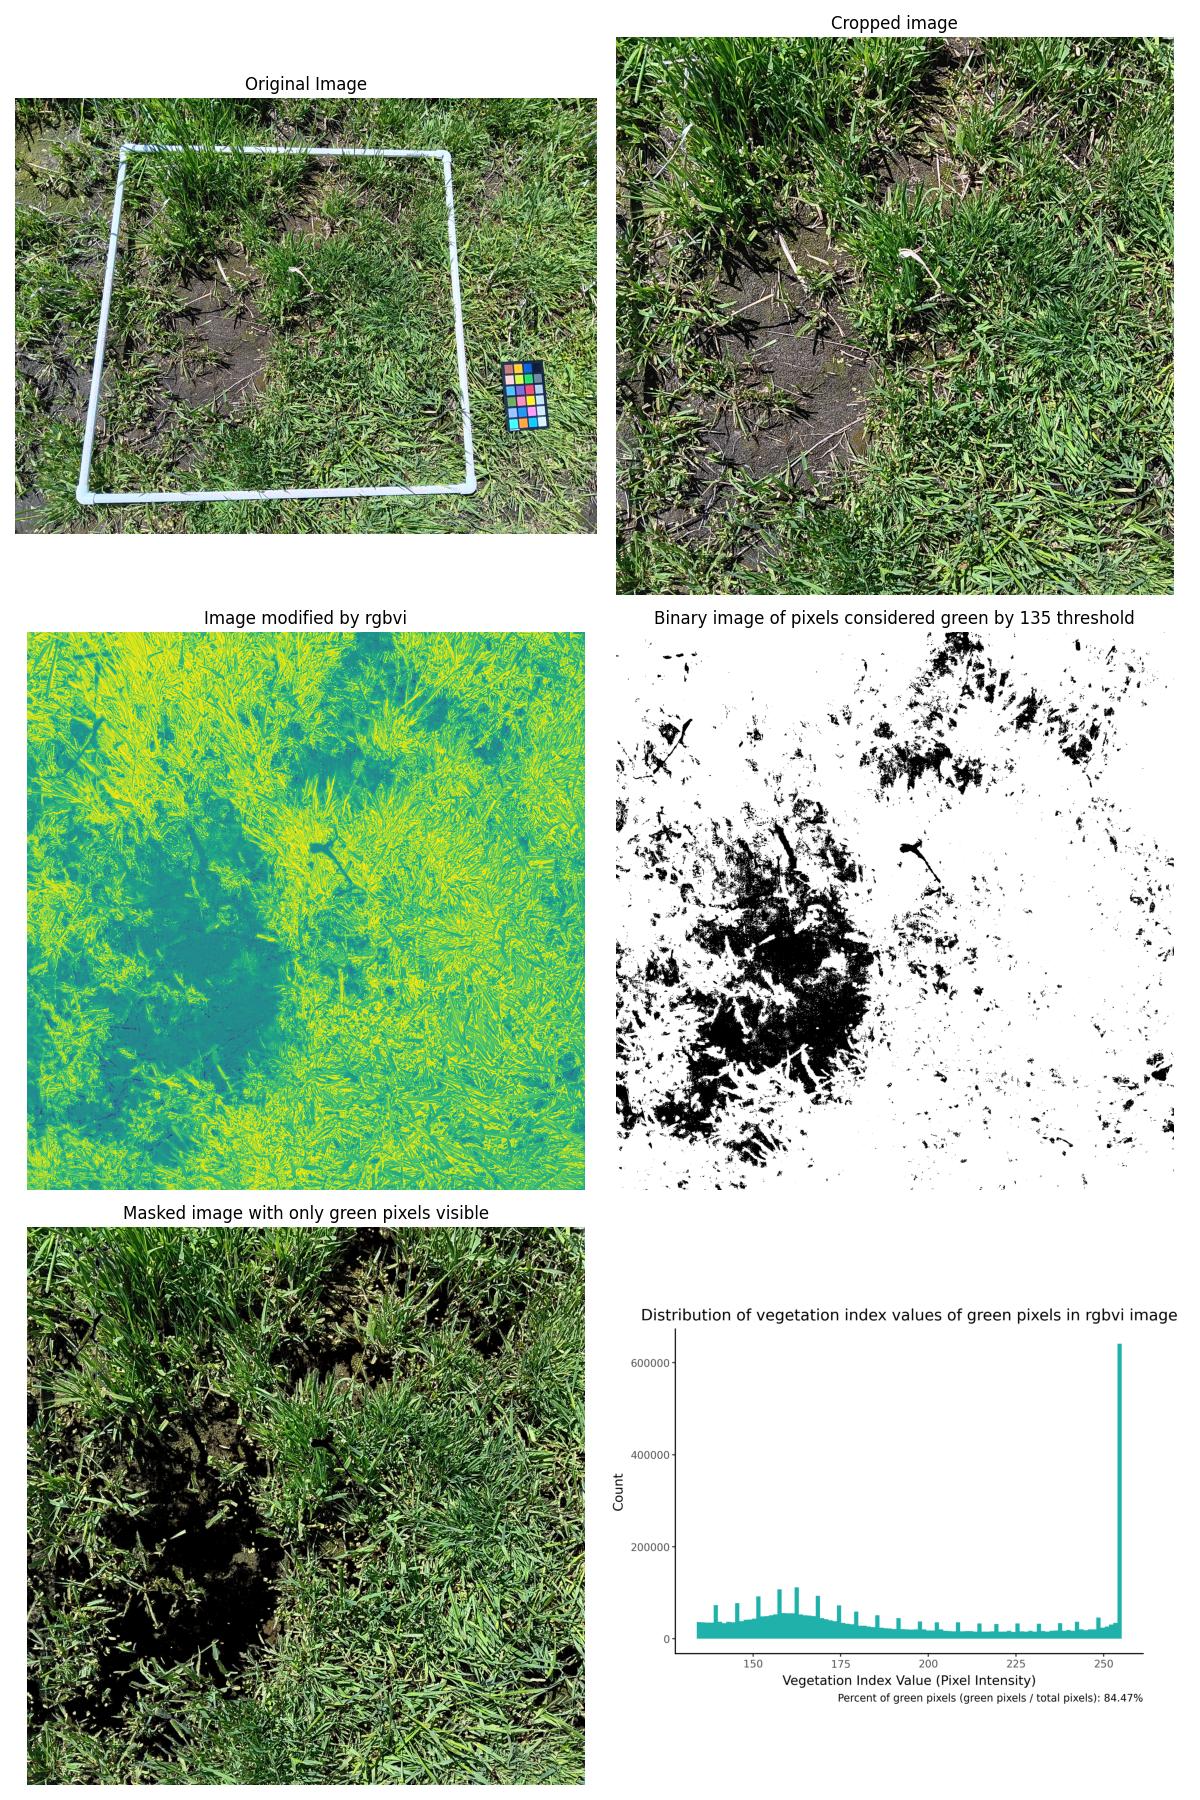 Original Image
Cropped image
Image modified by rgbvi
Binary image of pixels considered green by 135 threshold
Masked image with only green pixels visible
Distribution of vegetation index values of green pixels in rgbvi image
600000
400000
200000
0
Count
150 175 200 225 250
Vegetation Index Value (Pixel Intensity)
Percent of green pixels (green pixels / total pixels): 84.47%